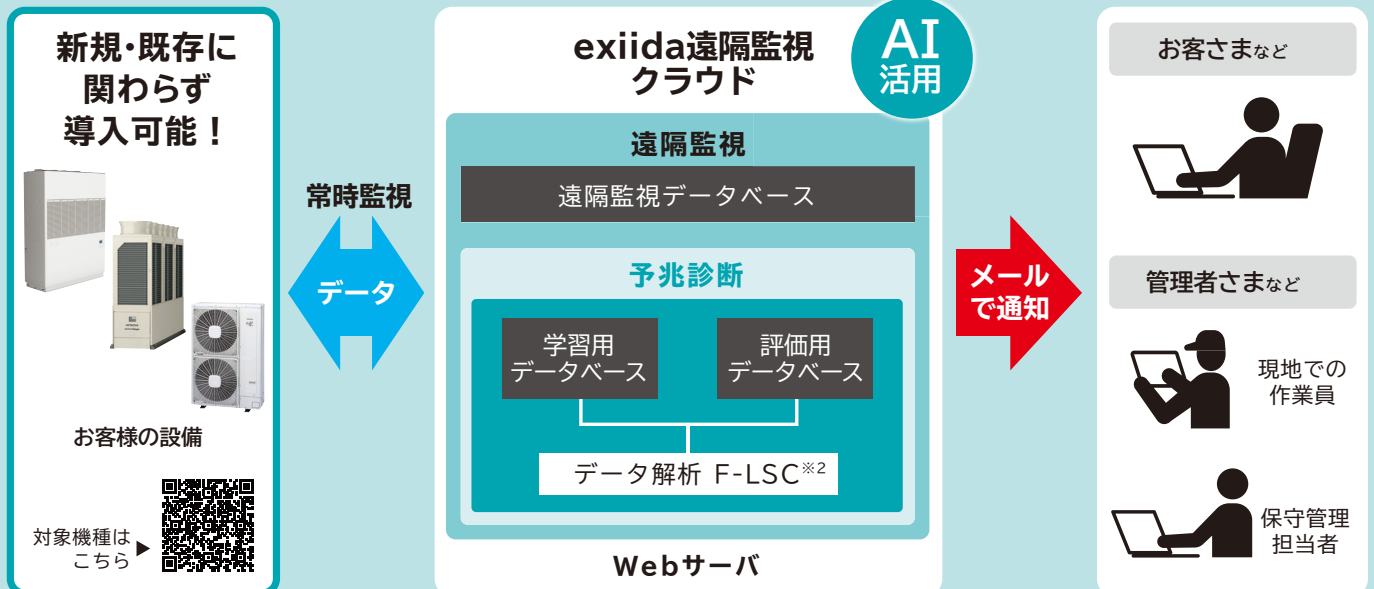 新規・既存に
関わらず
導入可能！
お客様の設備
対象機種は
こちら▶
常時監視
データ
exiida遠隔監視
クラウド
AI
活用
遠隔監視
遠隔監視データベース
予兆診断
学習用
データベース
評価用
データベース
データ解析 F-LSC※2
Webサーバ
メール
で通知
お客さまなど
管理者さまなど
現地での
作業員
保守管理
担当者